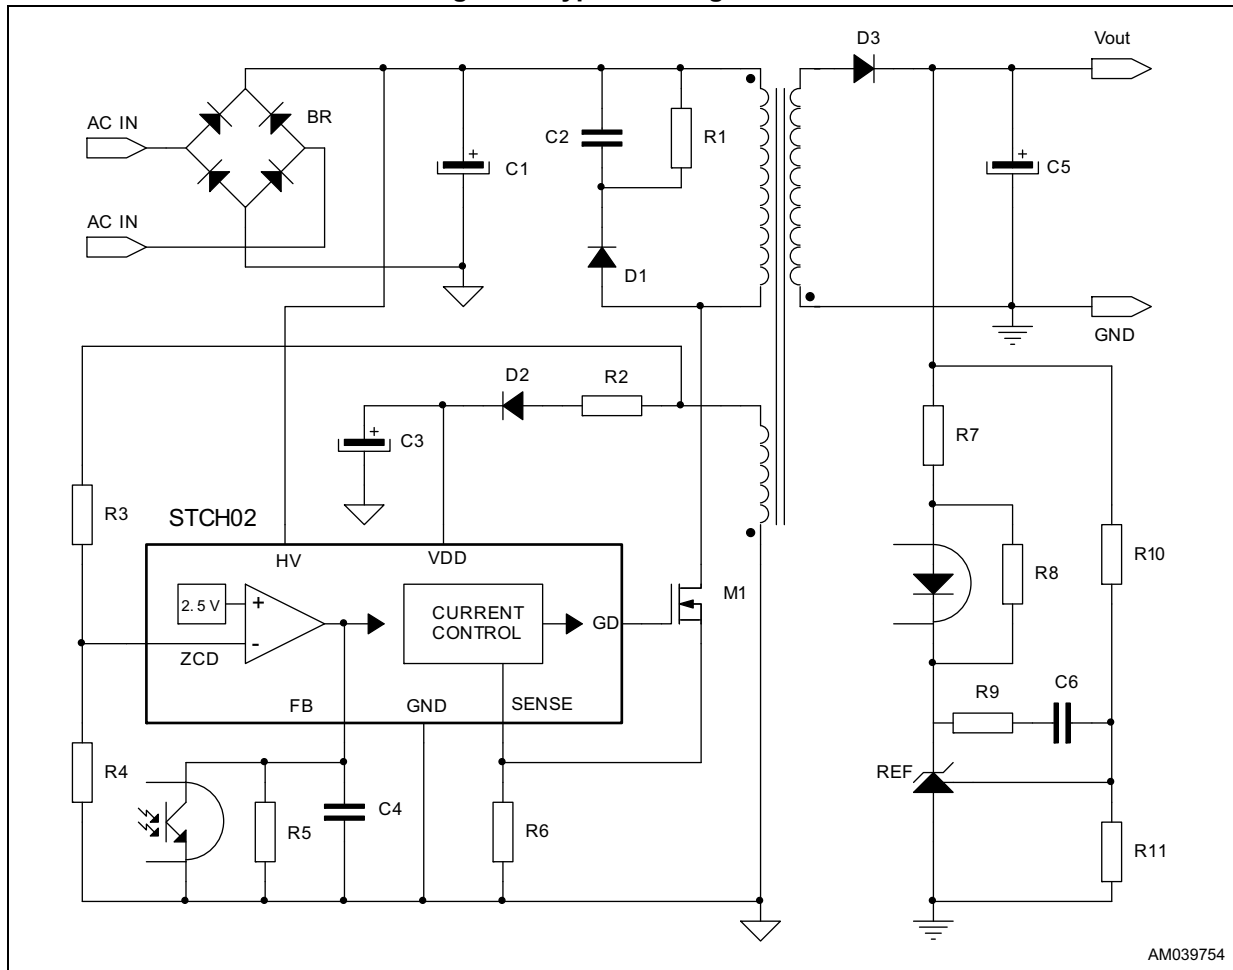 D3
Vout
BR
AC IN
C2
R1
C1
C5
AC IN
D1
GND
D2
R2
C3
R7
R3
STCH02
HV
VDD
R10
R8
M1
2.5 V
+
-
CURRENT
CONTROL
GD
ZCD
FB
GND
SENSE
R9
C6
R4
REF
C4
R5
R6
R11
AM039754